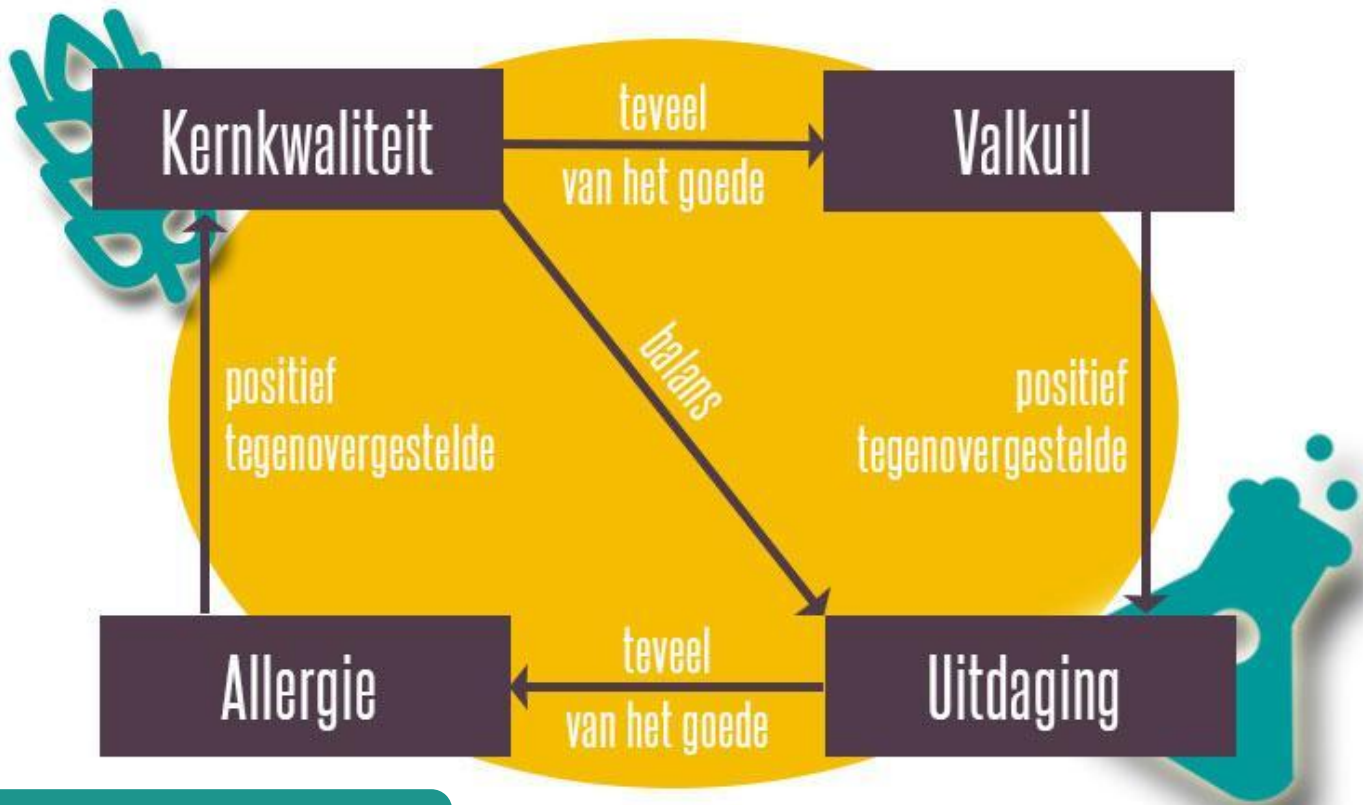 Kernkwaliteit
teveel
van het goede
Valkuil
balans
positief
tegenovergestelde
positief
tegenovergestelde
Allergie
teveel
van het goede
Uitdaging